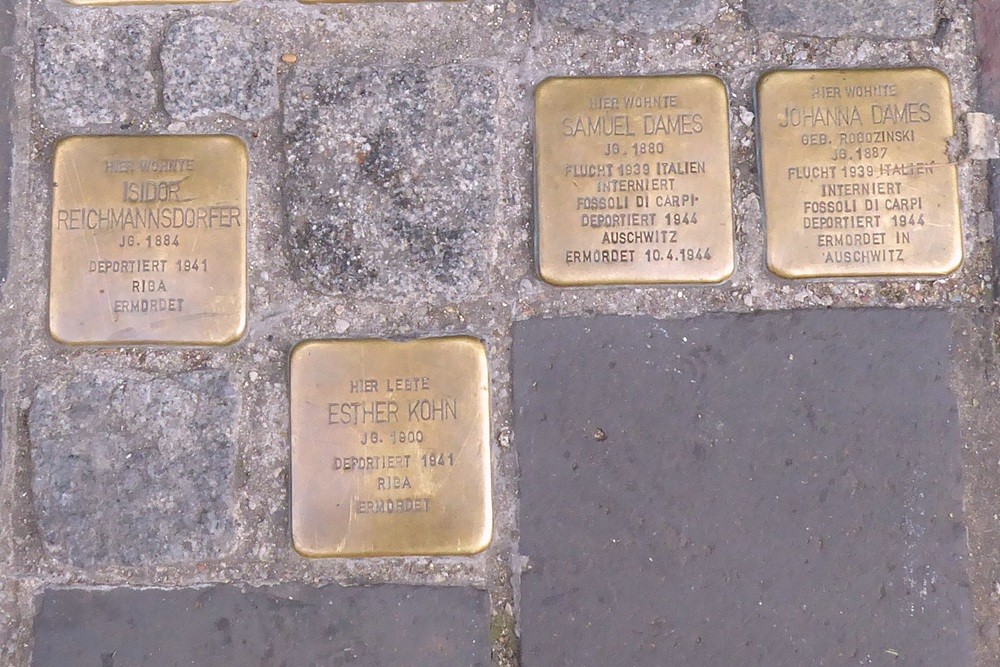 HIER WOHNTE
ISIDOR
REICHMANNSDORFER
JG. 1884
DEPORTIERT 1941
RIGA
ERMORDET
HIER LEBTE
ESTHER KOHN
JG. 1900
DEPORTIERT 1941
RIGA
ERMORDET
HIER WOHNTE
SAMUEL DAMES
JG. 1880
FLUCHT 1939 ITALIEN
INTERNIERT
FOSSOLI DI CARPI
DEPORTIERT 1944
AUSCHWITZ
ERMORDET 10.4.1944
HIER WOHNTE
JOHANNA DAMES
GEB. ROGOZINSKI
JG. 1887
FLUCHT 1939 ITALIEN
INTERNIERT
FOSSOLI DI CARPI
DEPORTIERT 1944
ERMORDET IN
AUSCHWITZ